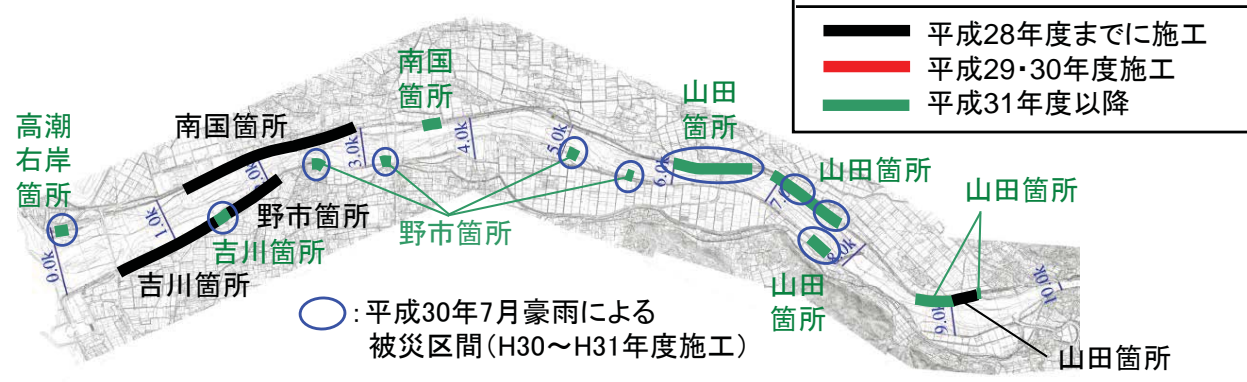 平成28年度までに施工
平成29・30年度施工
平成31年度以降
南国
箇所
山田
箇所
高潮
右岸
箇所
南国箇所
山田箇所
山田箇所
野市箇所
吉川箇所
吉川箇所
野市箇所
山田
箇所
山田箇所
0.0k
1.0k
3.0k
4.0k
5.0k
6.0k
8.0k
9.0k
10.0k
:平成30年7月豪雨による
被災区間(H30～H31年度施工)